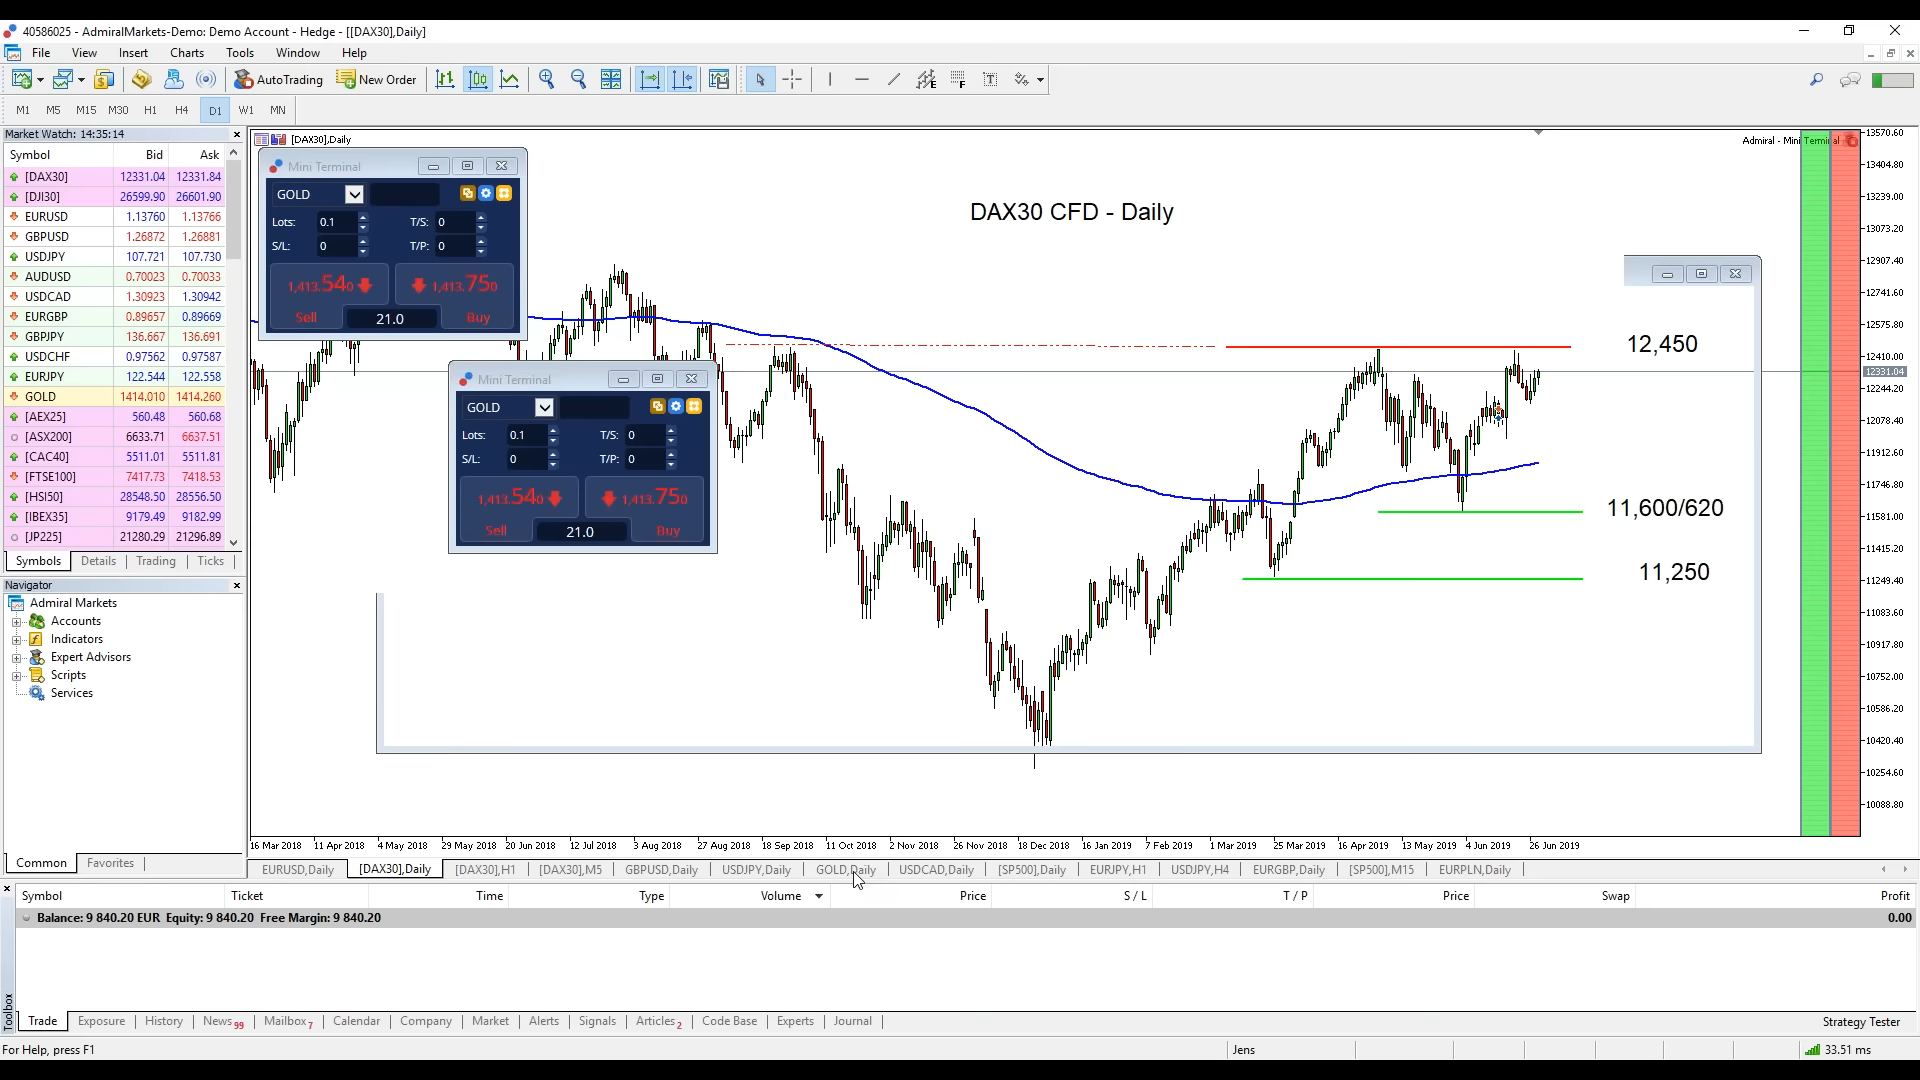 40586025 - AdmiralMarkets-Demo: Demo Account - Hedge - [[DAX30],Daily]
File View Insert Charts Tools Window Help
AutoTrading New Order
M1 M5 M15 M30 H1 H4 D1 W1 MN
Market Watch: 14:35:14
Symbol Bid Ask
[DAX30] 12331.04 12331.84
[DJI30] 26599.90 26601.90
EURUSD 1.13760 1.13766
GBPUSD 1.26872 1.26881
USDJPY 107.721 107.730
AUDUSD 0.70023 0.70033
USDCAD 1.30923 1.30942
EURGBP 0.89657 0.89669
GBPJPY 136.667 136.691
USDCHF 0.97562 0.97587
EURJPY 122.544 122.558
GOLD 1414.010 1414.260
[AEX25] 560.48 560.68
[ASX200] 6633.71 6637.51
[CAC40] 5511.01 5511.81
[FTSE100] 7417.73 7418.53
[HSI50] 28548.50 28556.50
[IBEX35] 9179.49 9182.99
[JP225] 21280.29 21296.89
Symbols Details Trading Ticks
Navigator
Admiral Markets
Accounts
Indicators
Expert Advisors
Scripts
Services
Common Favorites
[DAX30],Daily
Admiral - Mini Terminal
Mini Terminal
GOLD
Lots: 0.1 T/S: 0
S/L: 0 T/P: 0
1,413.540 1,413.750
Sell 21.0 Buy
Mini Terminal
GOLD
Lots: 0.1 T/S: 0
S/L: 0 T/P: 0
1,413.540 1,413.750
Sell 21.0 Buy
DAX30 CFD - Daily
12,450
11,600/620
11,250
13570.60
13404.80
13239.00
13073.20
12907.40
12741.60
12575.80
12410.00
12331.04
12244.20
12078.40
11912.60
11746.80
11581.00
11415.20
11249.40
11083.60
10917.80
10752.00
10586.20
10420.40
10254.60
10088.80
16 Mar 2018 11 Apr 2018 4 May 2018 29 May 2018 20 Jun 2018 12 Jul 2018 3 Aug 2018 27 Aug 2018 18 Sep 2018 11 Oct 2018 2 Nov 2018 26 Nov 2018 18 Dec 2018 16 Jan 2019 7 Feb 2019 1 Mar 2019 25 Mar 2019 16 Apr 2019 13 May 2019 4 Jun 2019 26 Jun 2019
EURUSD,Daily [DAX30],Daily [DAX30],H1 [DAX30],M5 GBPUSD,Daily USDJPY,Daily GOLD,Daily USDCAD,Daily [SP500],Daily EURJPY,H1 USDJPY,H4 EURGBP,Daily [SP500],M15 EURPLN,Daily
Symbol Ticket Time Type Volume Price S / L T / P Price Swap Profit
Balance: 9 840.20 EUR Equity: 9 840.20 Free Margin: 9 840.20 0.00
Toolbox
Trade Exposure History News 99 Mailbox 7 Calendar Company Market Alerts Signals Articles 2 Code Base Experts Journal Strategy Tester
For Help, press F1 Jens 33.51 ms